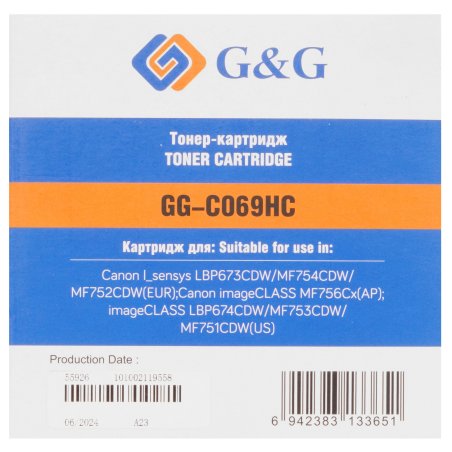 G&G
Тонер-картридж
TONER CARTRIDGE
GG–C069HC
Картридж для: Suitable for use in:
Canon I_sensys LBP673CDW/MF754CDW/
MF752CDW(EUR);Canon imageCLASS MF756Cx(AP);
imageCLASS LBP674CDW/MF753CDW/
MF751CDW(US)
Production Date :
55926 101002119558
06/2024 A23
6 942383 133651